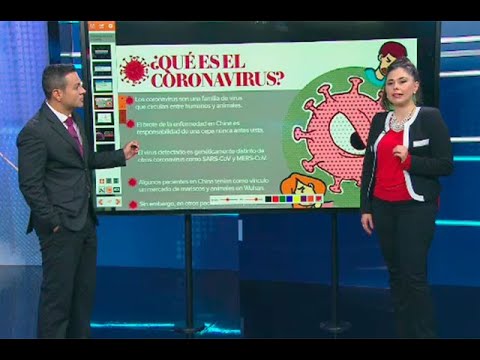 ¿QUÉ ES EL
CORONAVIRUS?
Los coronavirus son una familia de virus
que circulan entre humanos y animales.
El brote de la enfermedad en China es
responsabilidad de una cepa nunca antes vista.
El virus detectado es genéticamente distinto de
otros coronavirus como SARS-CoV y MERS-CoV.
Algunos pacientes en China tenían como vínculo
un mercado de mariscos y animales en Wuhan.
Sin embargo, en otros